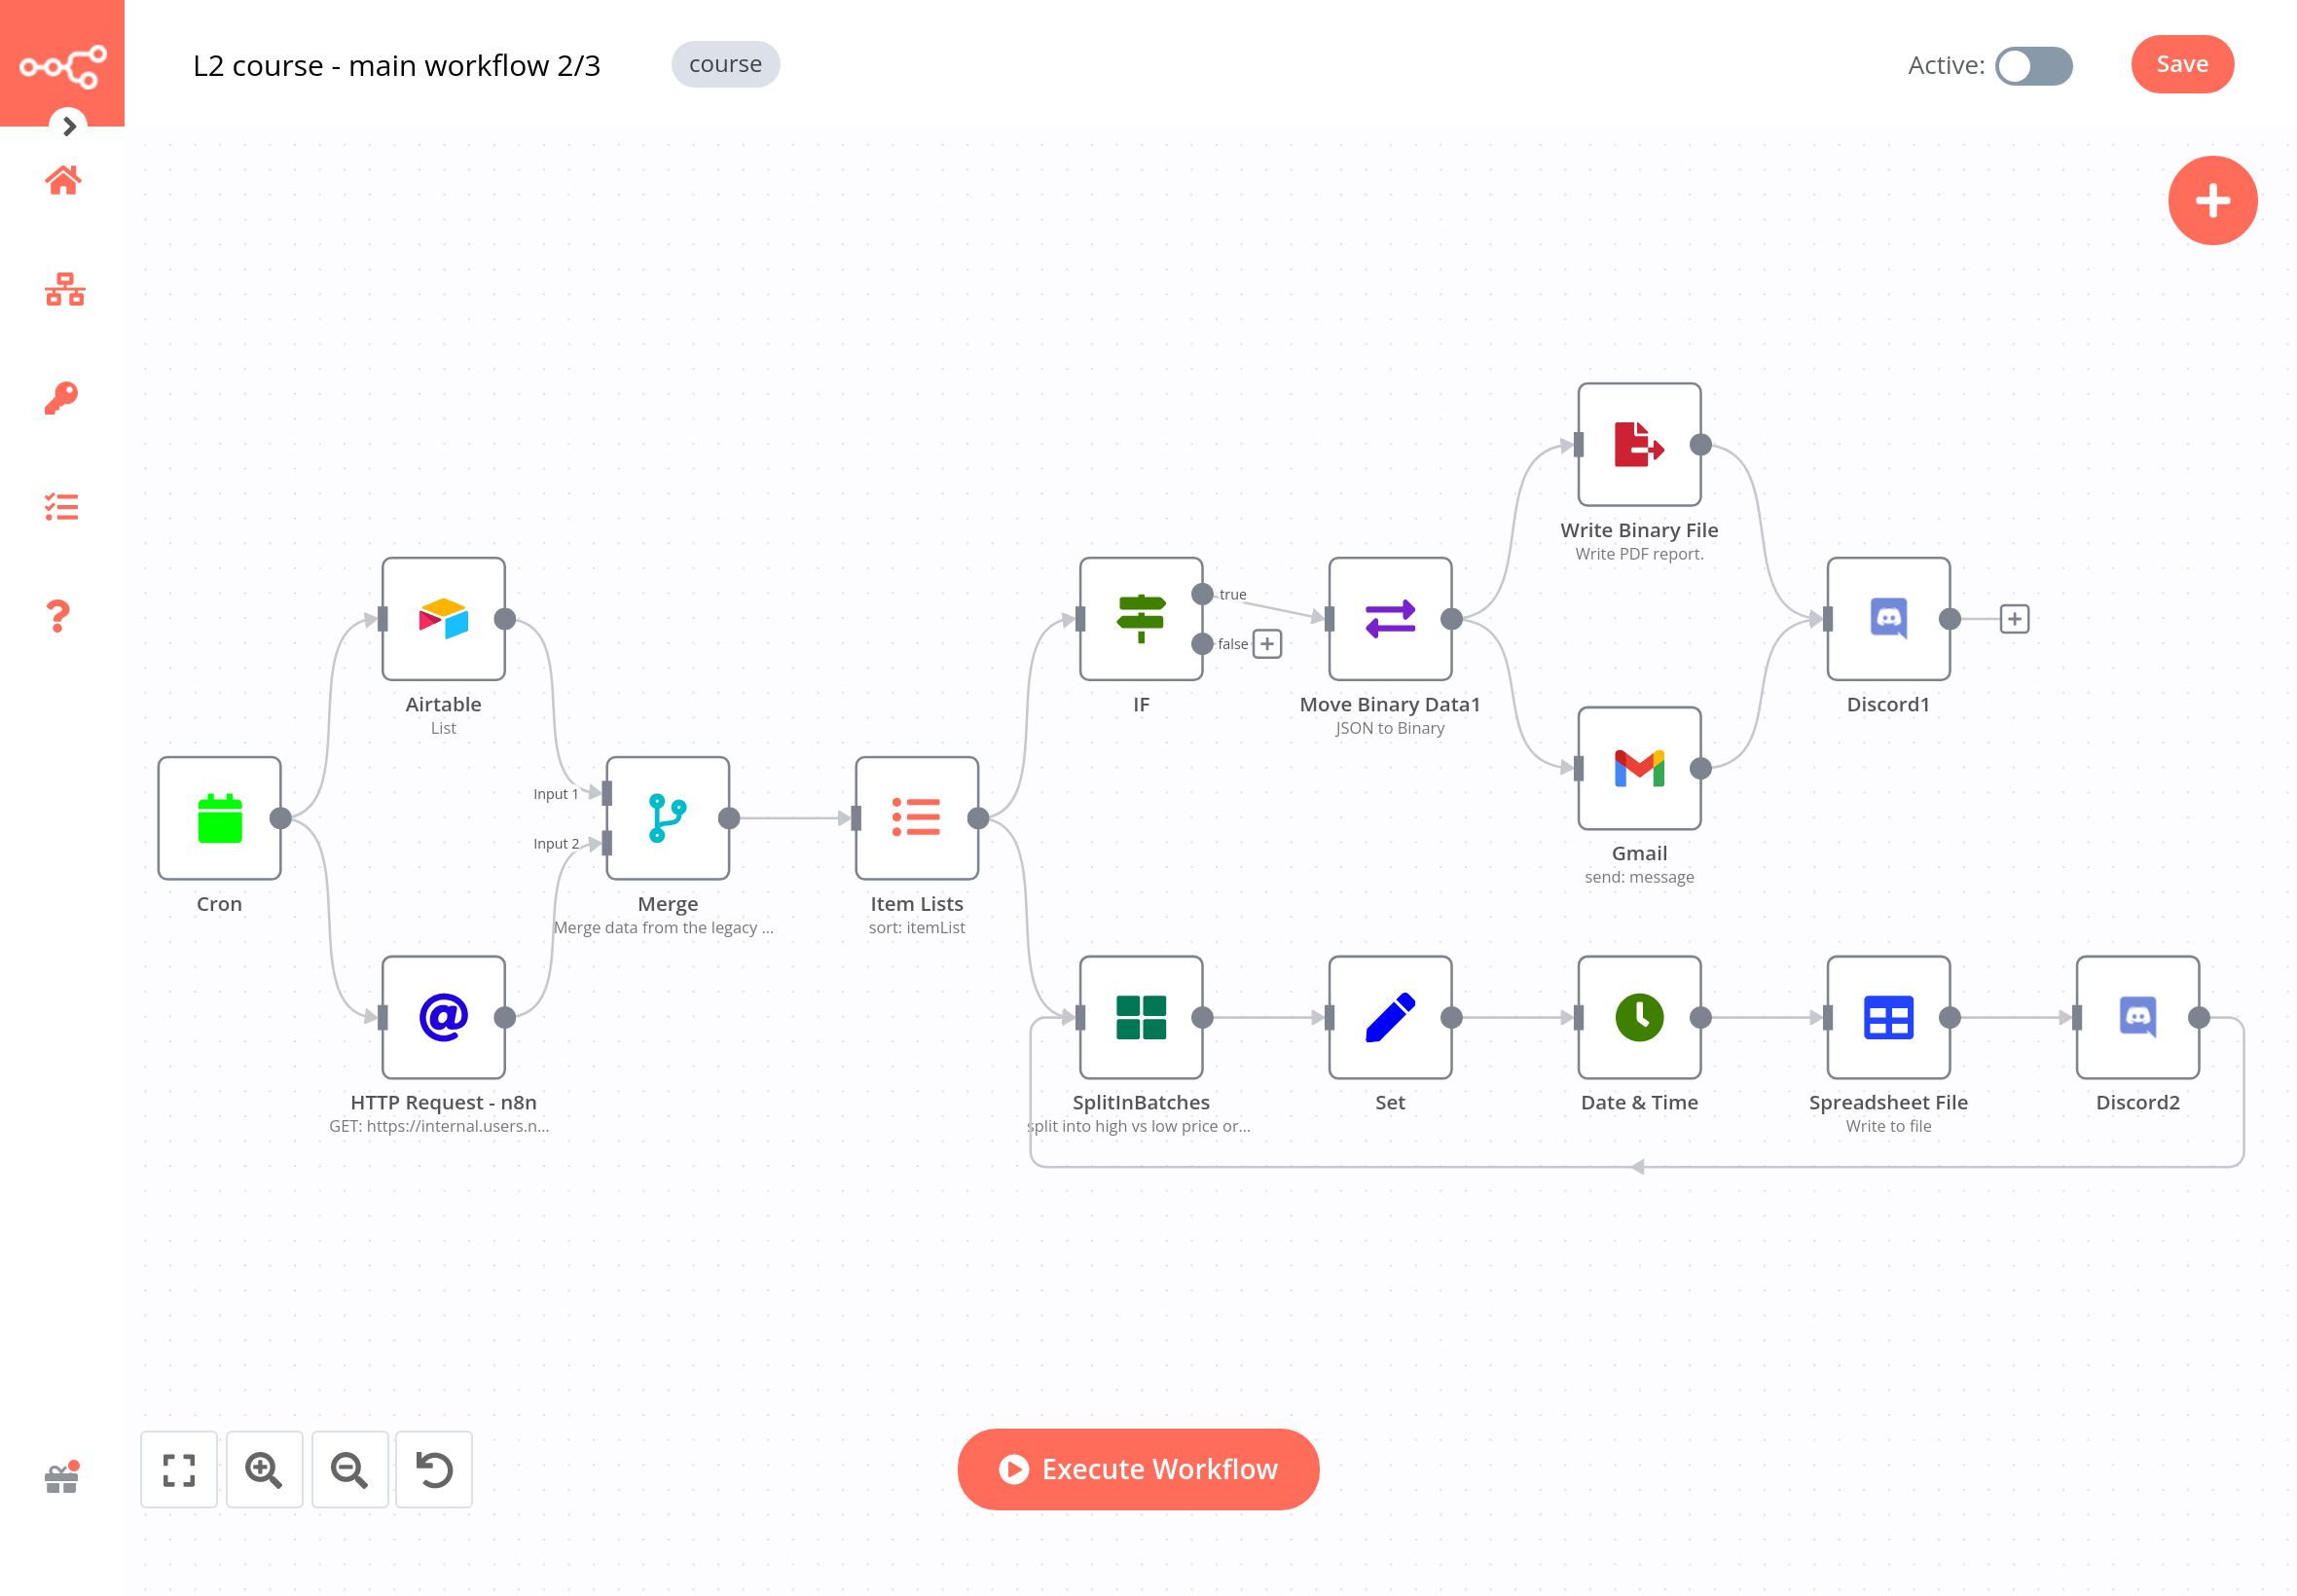 L2 course - main workflow 2/3
course
Active:
Save
Write Binary File
Write PDF report.
true
false
Airtable
List
IF
Move Binary Data1
JSON to Binary
Discord1
Input 1
Input 2
Gmail
send: message
Cron
Merge
Merge data from the legacy ...
Item Lists
sort: itemList
HTTP Request - n8n
GET: https://internal.users.n...
SplitInBatches
split into high vs low price or...
Set
Date & Time
Spreadsheet File
Write to file
Discord2
Execute Workflow